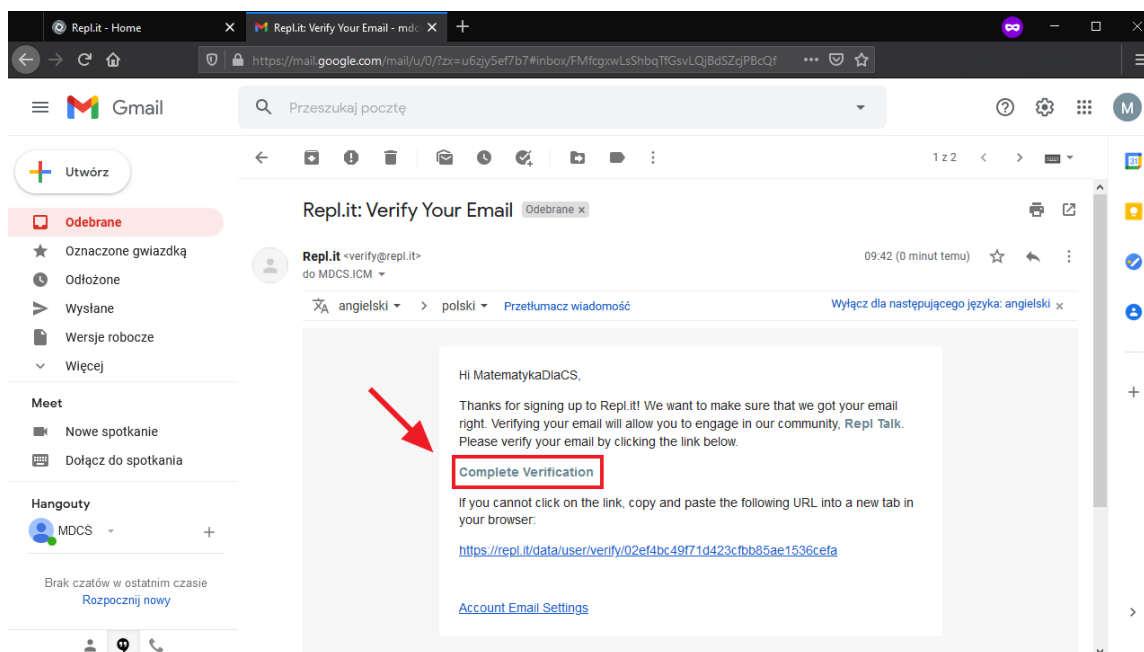 Repl.it - Home
Repl.it: Verify Your Email - mdc
https://mail.google.com/mail/u/0/?zx=u6zjy5ef7b7#inbox/FMfcgxwLsShbqTfGsvLQjBdSZcjPBcQf
Gmail
Przeszukaj pocztę
M
Utwórz
1 z 2
31
Odebrane
Oznaczone gwiazdką
Odłożone
Wysłane
Wersje robocze
Więcej
Meet
Nowe spotkanie
Dołącz do spotkania
Hangouty
MDCS
Brak czatów w ostatnim czasie
Rozpocznij nowy
Repl.it: Verify Your Email Odebrane x
Repl.it <verify@repl.it>
09:42 (0 minut temu)
do MDCS.ICM
angielski > polski Przetłumacz wiadomość
Wyłącz dla następującego języka: angielski x
Hi MatematykaDlaCS,
Thanks for signing up to Repl.it! We want to make sure that we got your email
right. Verifying your email will allow you to engage in our community, Repl Talk.
Please verify your email by clicking the link below.
Complete Verification
If you cannot click on the link, copy and paste the following URL into a new tab in
your browser:
https://repl.it/data/user/verify/02ef4bc49f71d423cfbb85ae1536cefa
Account Email Settings